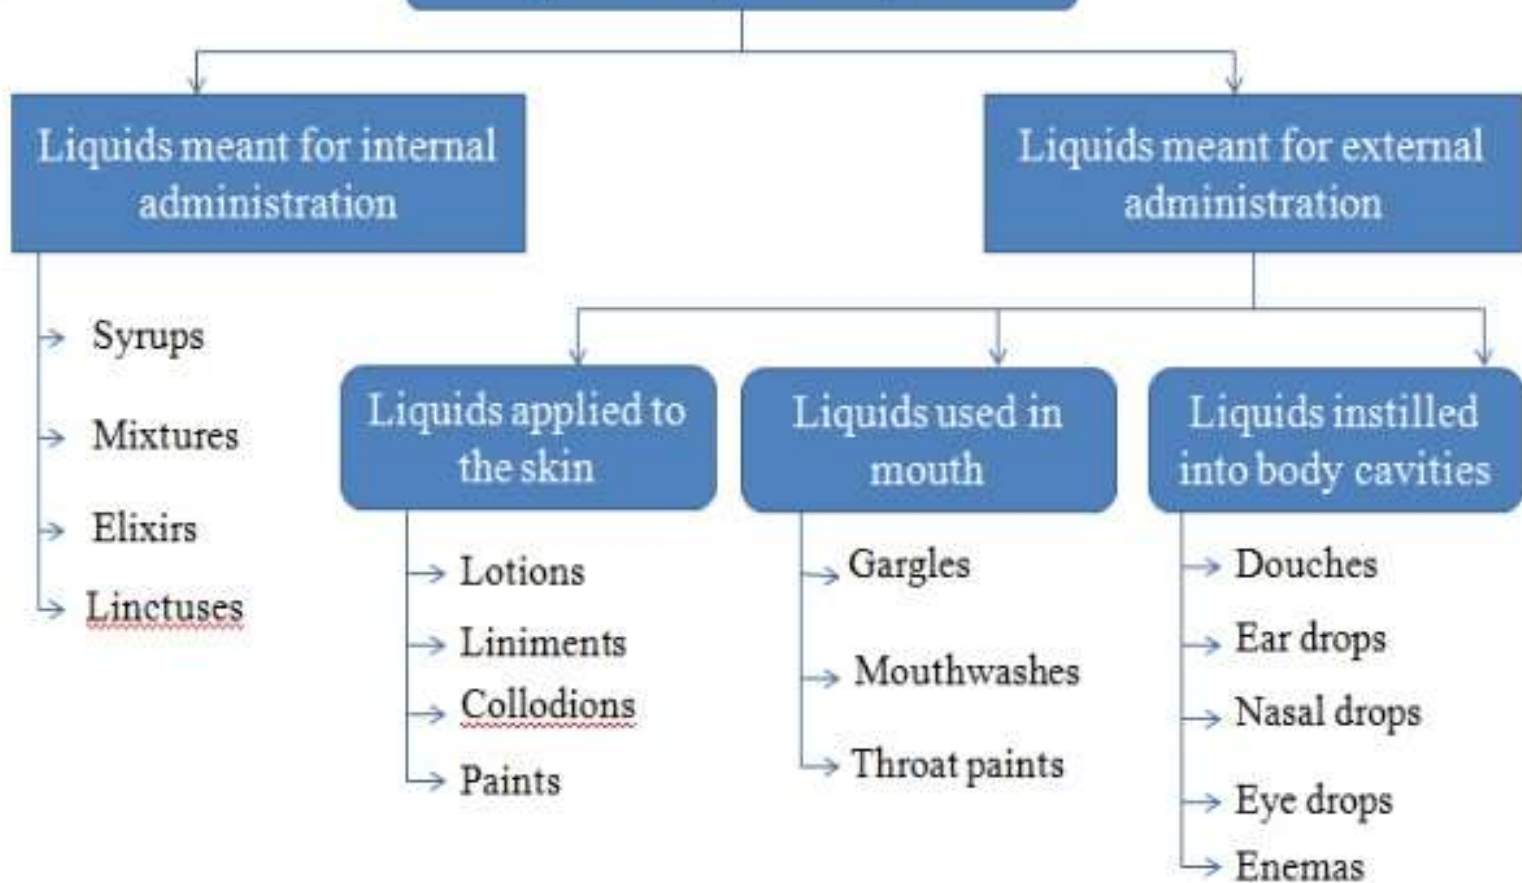 Liquids meant for internal
administration
Liquids meant for external
administration
Syrups
Mixtures
Elixirs
Linctuses
Liquids applied to
the skin
Lotions
Liniments
Collodions
Paints
Liquids used in
mouth
Gargles
Mouthwashes
Throat paints
Liquids instilled
into body cavities
Douches
Ear drops
Nasal drops
Eye drops
Enemas